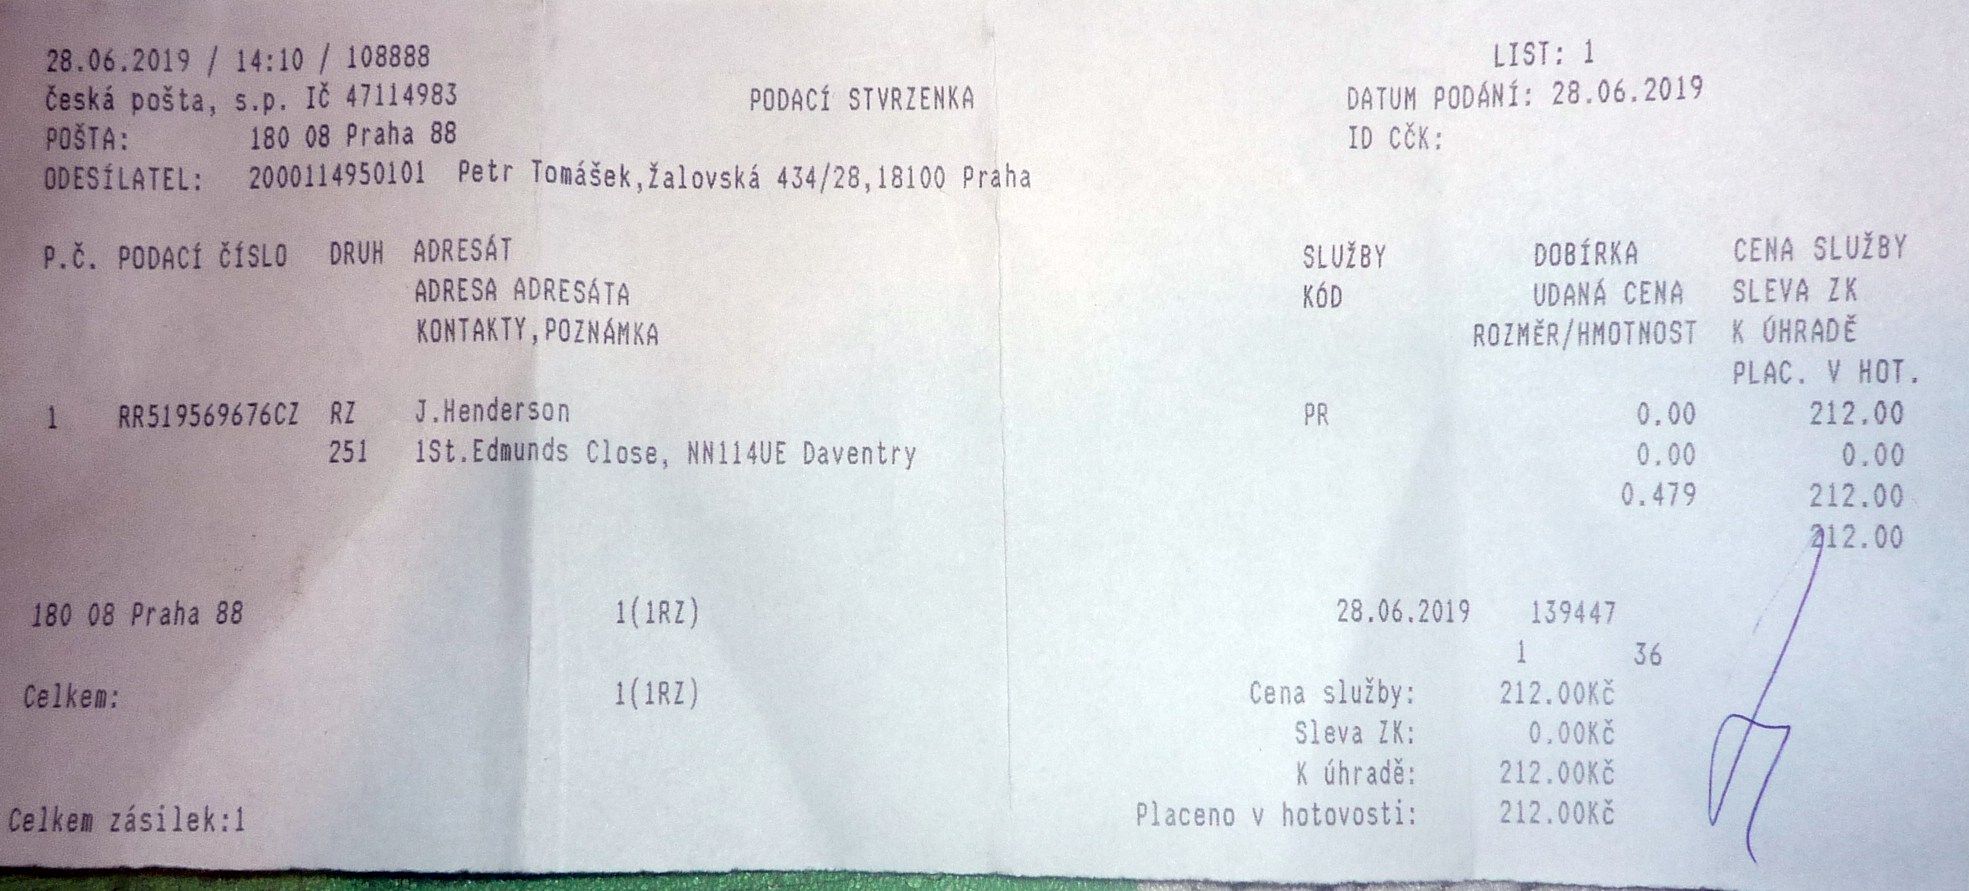 28.06.2019 / 14:10 / 108888 LIST: 1
Česká pošta, s.p. IČ 47114983 PODACÍ STVRZENKA DATUM PODÁNÍ: 28.06.2019
POŠTA: 180 08 Praha 88 ID CČK:
ODESÍLATEL: 2000114950101 Petr Tomášek,Žalovská 434/28,18100 Praha
P.Č. PODACÍ ČÍSLO DRUH ADRESÁT SLUŽBY DOBÍRKA CENA SLUŽBY
ADRESA ADRESÁTA KÓD UDANÁ CENA SLEVA ZK
KONTAKTY,POZNÁMKA ROZMĚR/HMOTNOST K ÚHRADĚ
PLAC. V HOT.
1 RR519569676CZ RZ J.Henderson PR 0.00 212.00
251 1St.Edmunds Close, NN114UE Daventry 0.00 0.00
0.479 212.00
212.00
180 08 Praha 88 1(1RZ) 28.06.2019 139447
1 36
Celkem: 1(1RZ) Cena služby: 212.00Kč
Sleva ZK: 0.00Kč
K úhradě: 212.00Kč
Celkem zásilek:1 Placeno v hotovosti: 212.00Kč